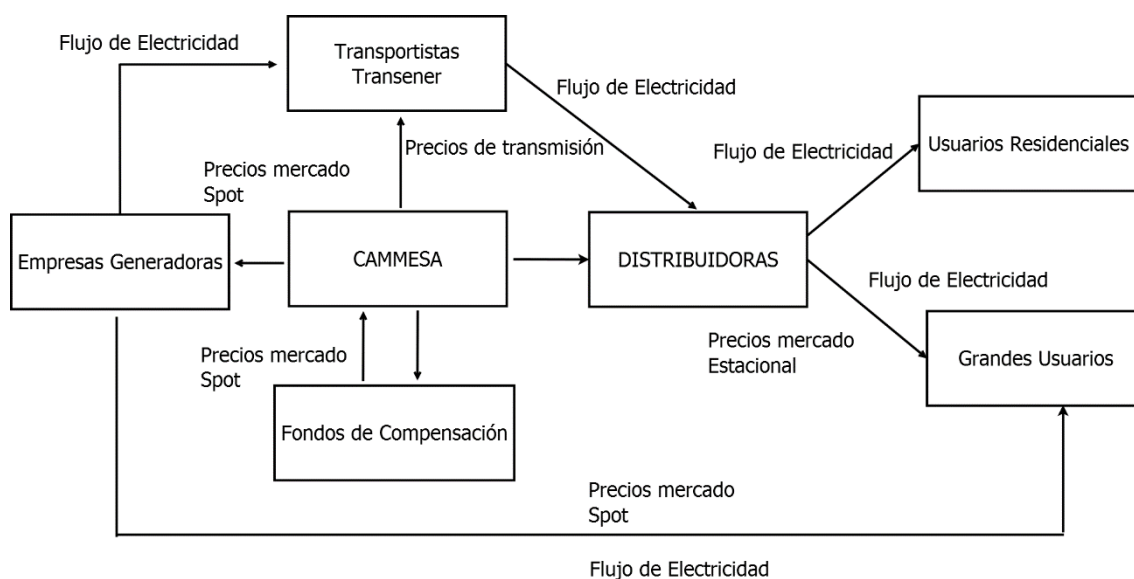 Flujo de Electricidad
Transportistas
Transener
Flujo de Electricidad
Precios de transmisión
Flujo de Electricidad
Usuarios Residenciales
Precios mercado
Spot
Empresas Generadoras
CAMMESA
DISTRIBUIDORAS
Flujo de Electricidad
Precios mercado
Spot
Precios mercado
Estacional
Grandes Usuarios
Fondos de Compensación
Precios mercado
Spot
Flujo de Electricidad